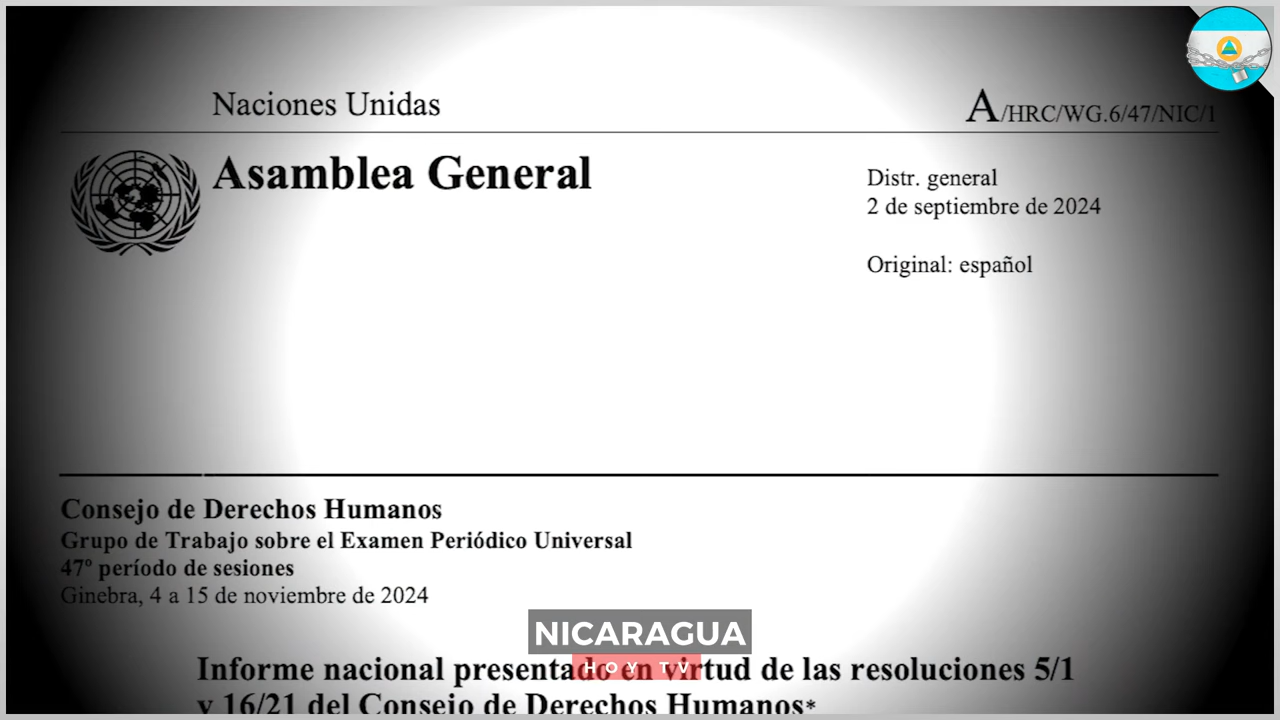 Naciones Unidas
A/HRC/WG.6/47/NIC/1
Asamblea General
Distr. general
2 de septiembre de 2024
Original: español
Consejo de Derechos Humanos
Grupo de Trabajo sobre el Examen Periódico Universal
47º período de sesiones
Ginebra, 4 a 15 de noviembre de 2024
NICARAGUA
HOY TV
Informe nacional presentado en virtud de las resoluciones 5/1
y 16/21 del Consejo de Derechos Humanos*